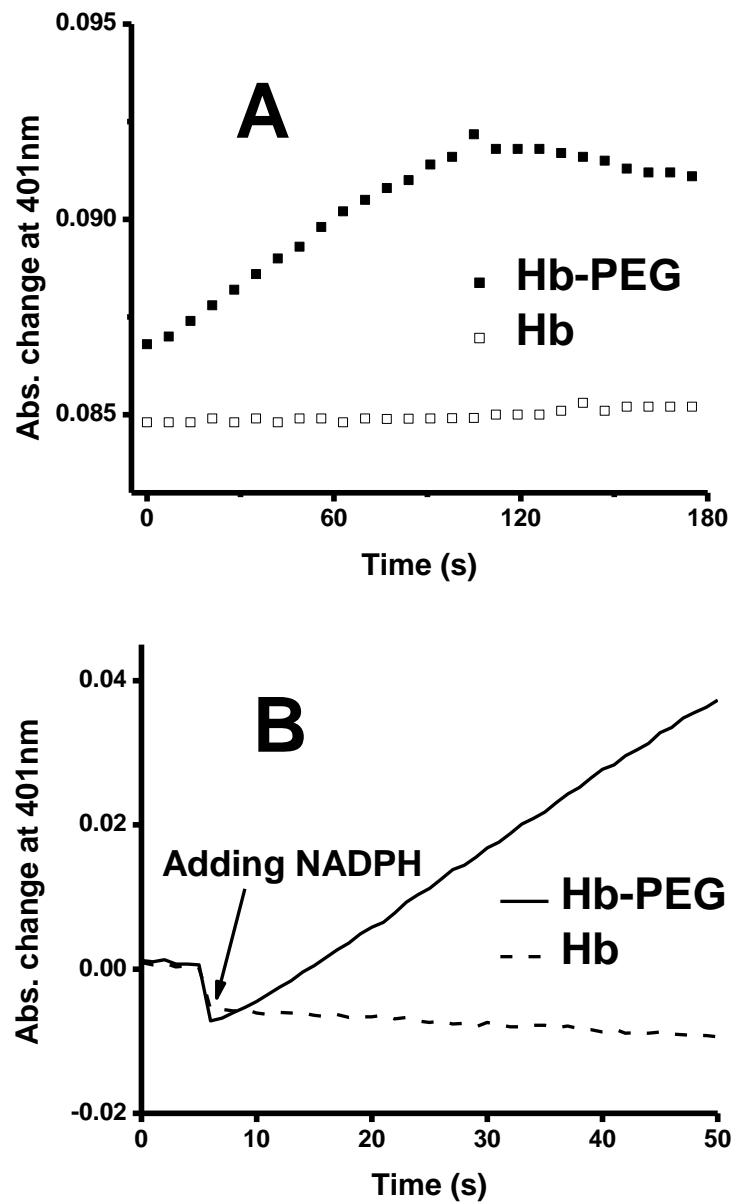 0.095
A
0.090
Hb-PEG
Hb
0.085
Abs. change at 401nm
0 60 120 180
Time (s)
0.04
B
0.02
Adding NADPH
Hb-PEG
0.00
Hb
Abs. change at 401nm
-0.02
0 10 20 30 40 50
Time (s)